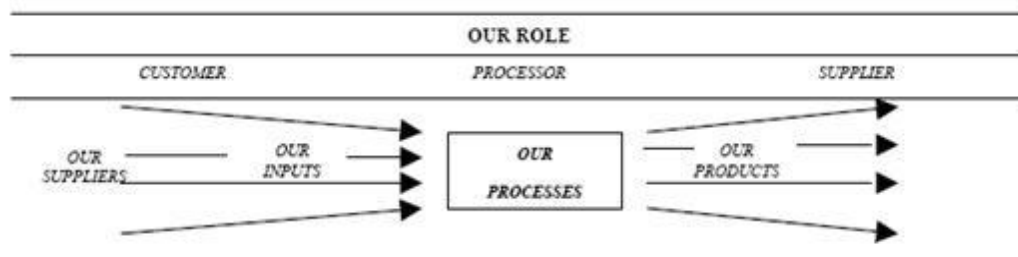 OUR ROLE
CUSTOMER PROCESSOR SUPPLIER
OUR SUPPLIERS
OUR INPUTS
OUR
PROCESSES
OUR PRODUCTS